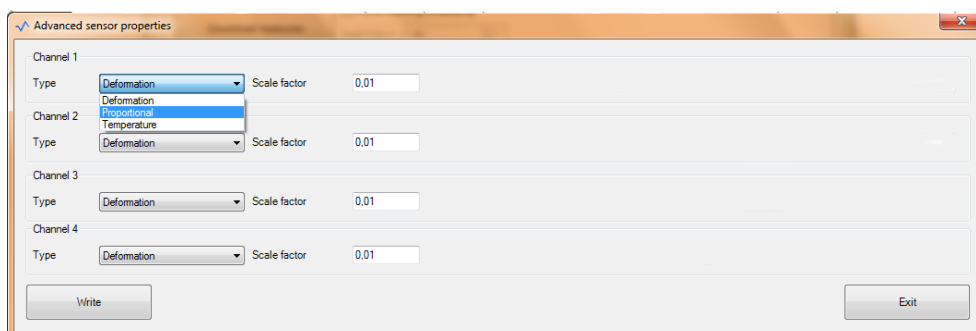 Advanced sensor properties
Channel 1
Type Deformation Scale factor 0,01
Deformation
Proportional
Temperature
Channel 2
Type Deformation Scale factor 0,01
Channel 3
Type Deformation Scale factor 0,01
Channel 4
Type Deformation Scale factor 0,01
Write Exit